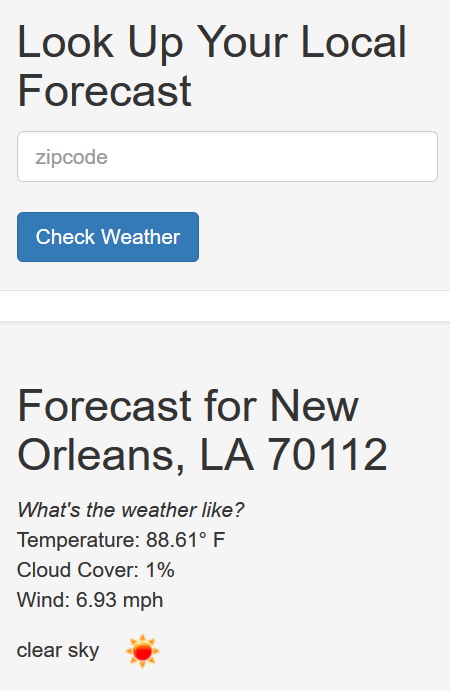 Look Up Your Local
Forecast
zipcode
Check Weather
Forecast for New
Orleans, LA 70112
What's the weather like?
Temperature: 88.61° F
Cloud Cover: 1%
Wind: 6.93 mph
clear sky